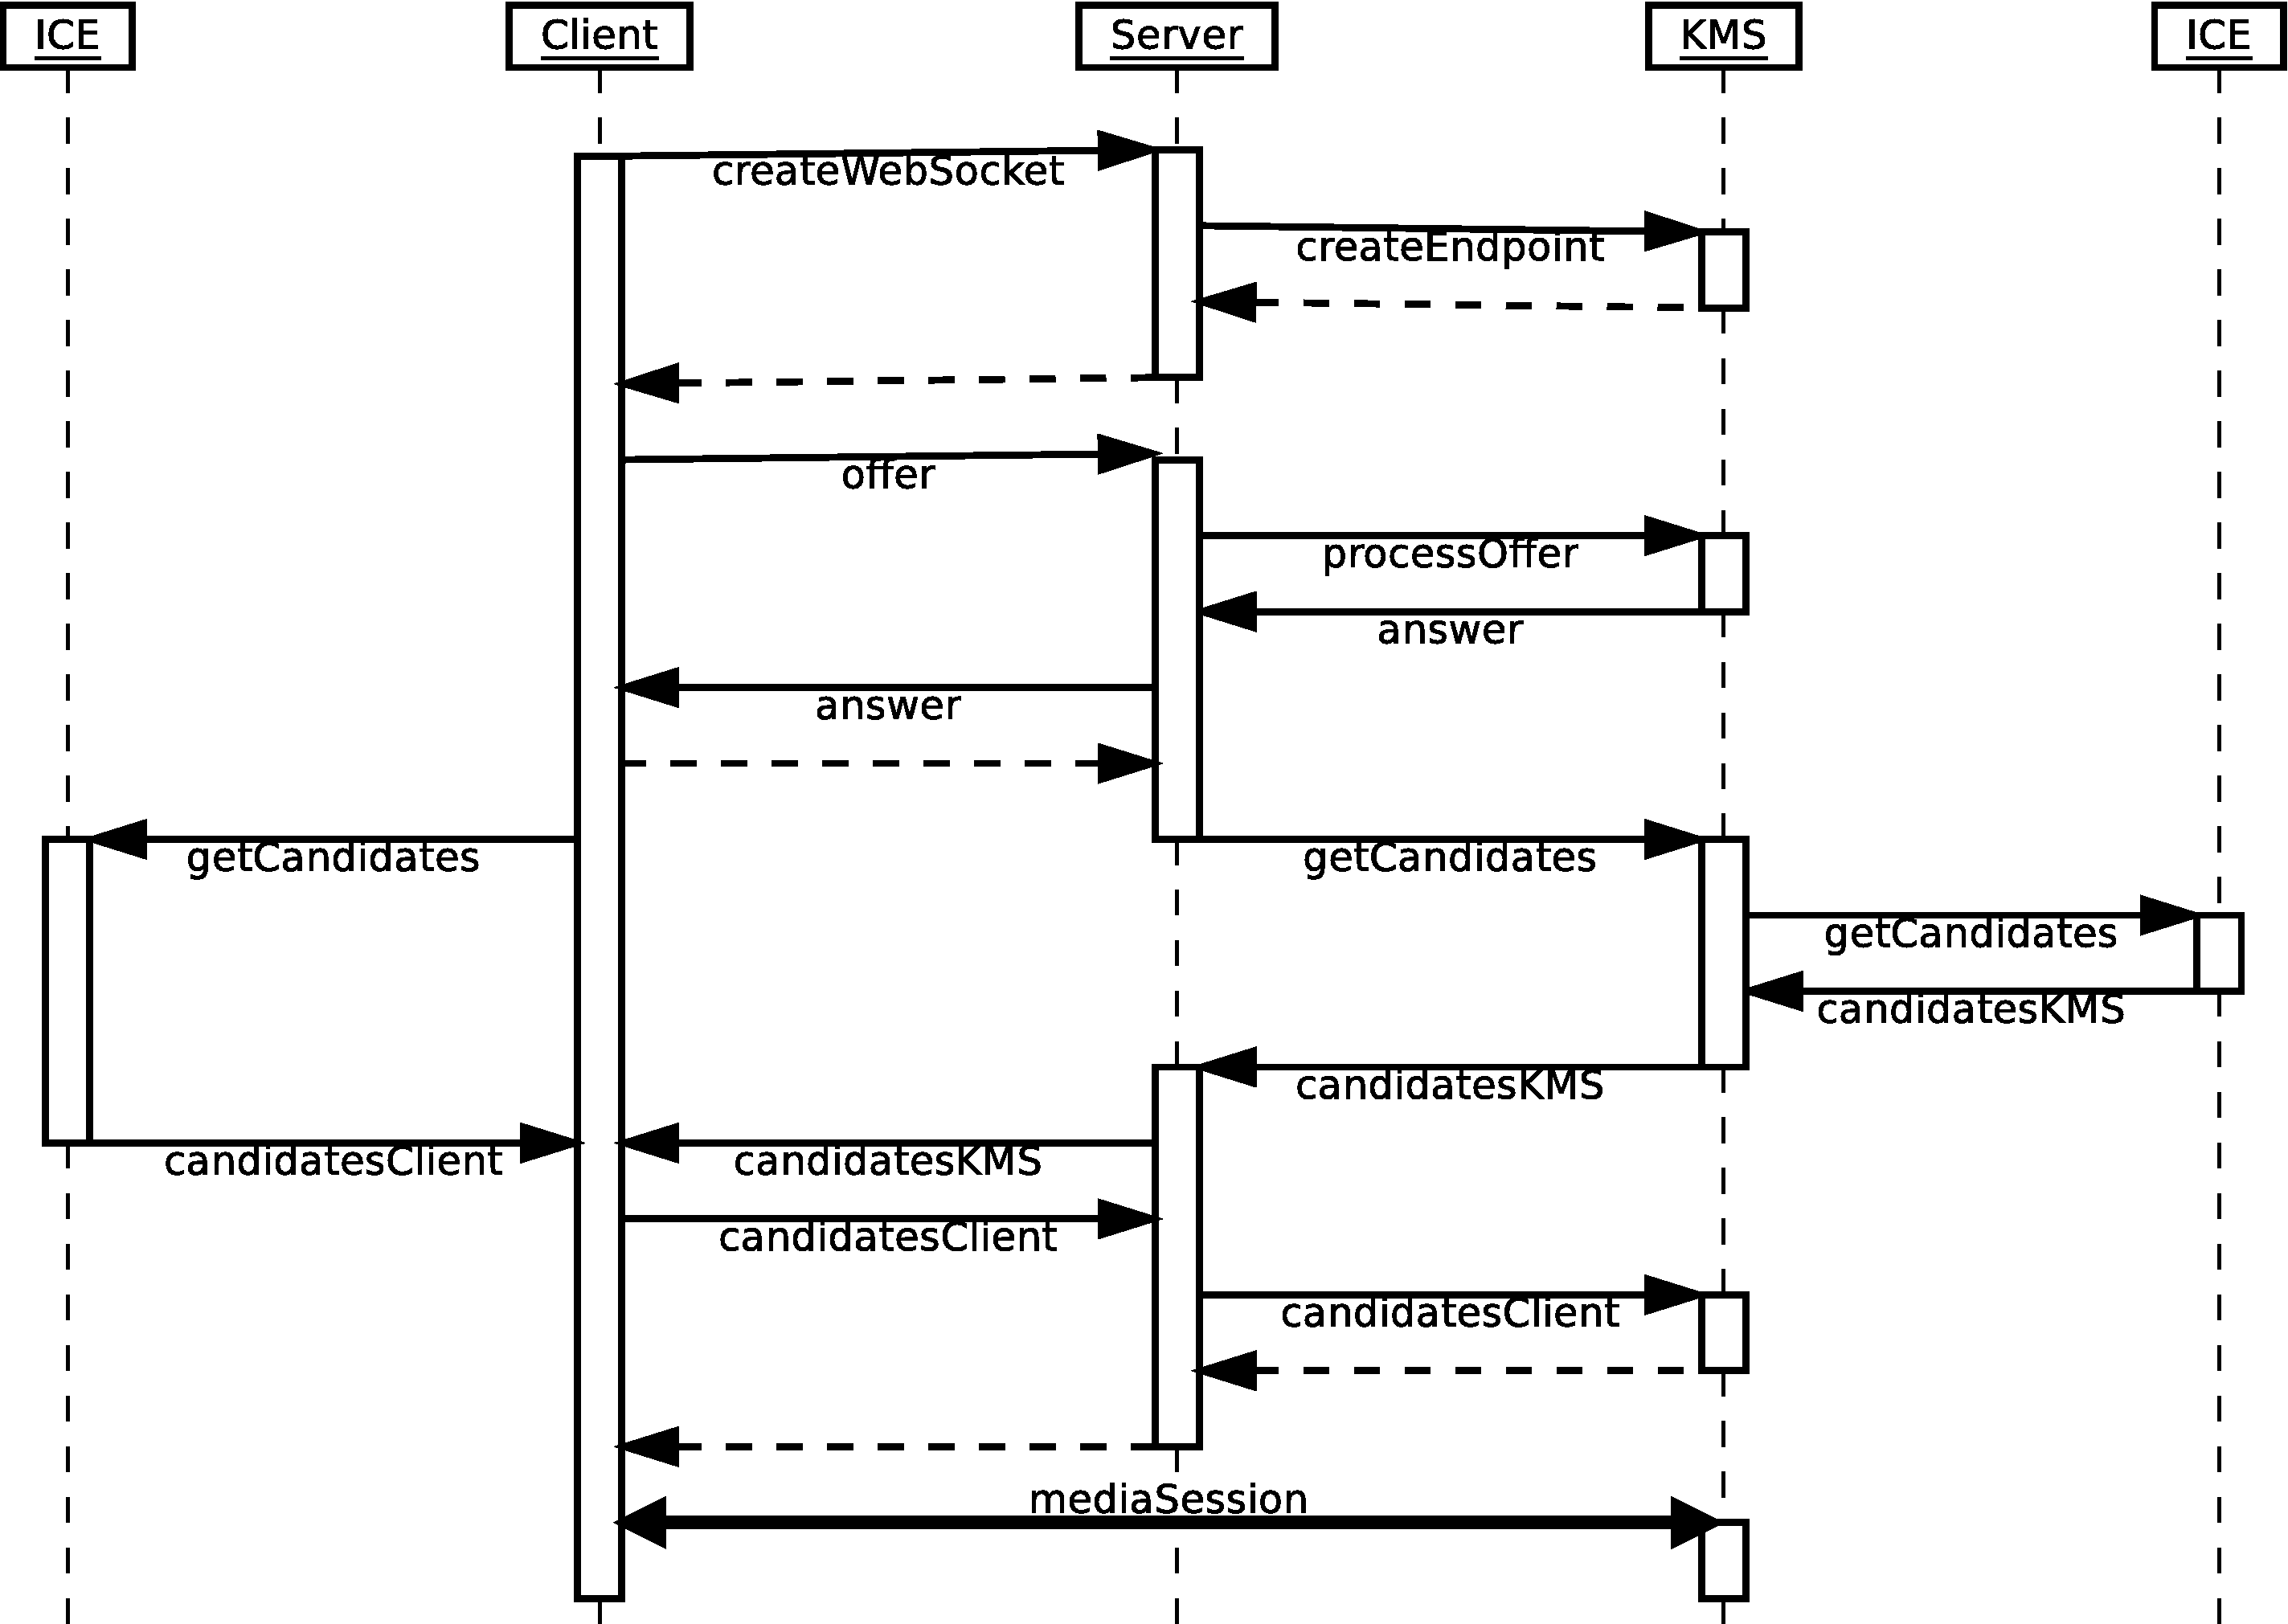 ICE
Client
Server
KMS
ICE
createWebSocket
createEndpoint
offer
processOffer
answer
answer
getCandidates
getCandidates
getCandidates
candidatesKMS
candidatesKMS
candidatesClient
candidatesKMS
candidatesClient
candidatesClient
mediaSession